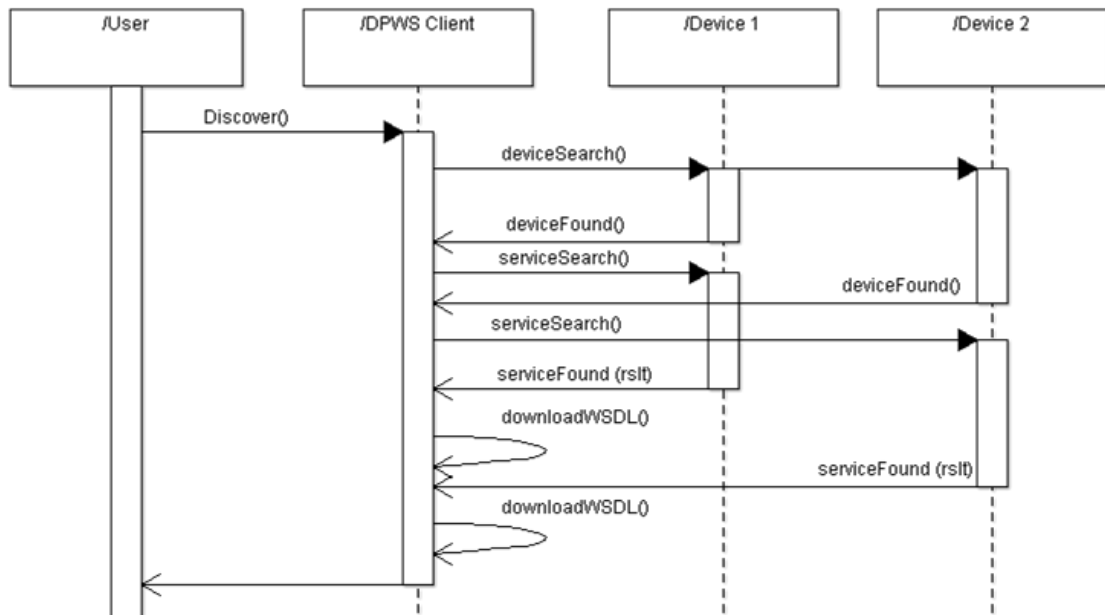 /User
/DPWS Client
/Device 1
/Device 2
Discover()
deviceSearch()
deviceFound()
serviceSearch()
deviceFound()
serviceSearch()
serviceFound (rslt)
downloadWSDL()
serviceFound (rslt)
downloadWSDL()